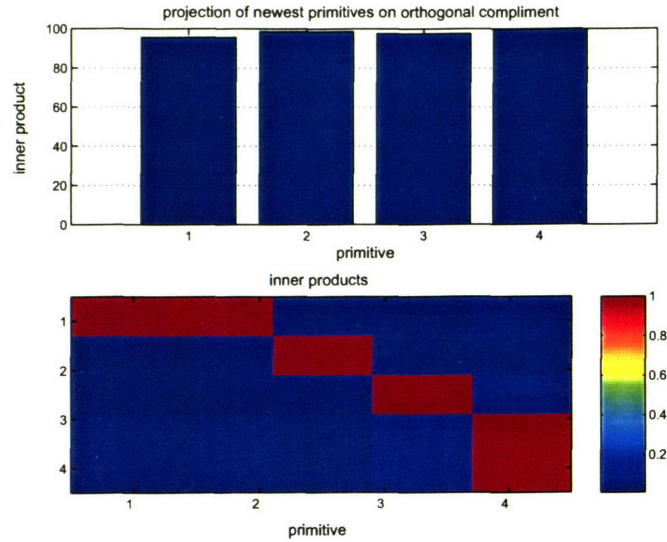 projection of newest primitives on orthogonal compliment
100
80
60
40
20
0
inner product
1 2 3 4
primitive
inner products
1
2
3
4
1 2 3 4
primitive
1
0.8
0.6
0.4
0.2